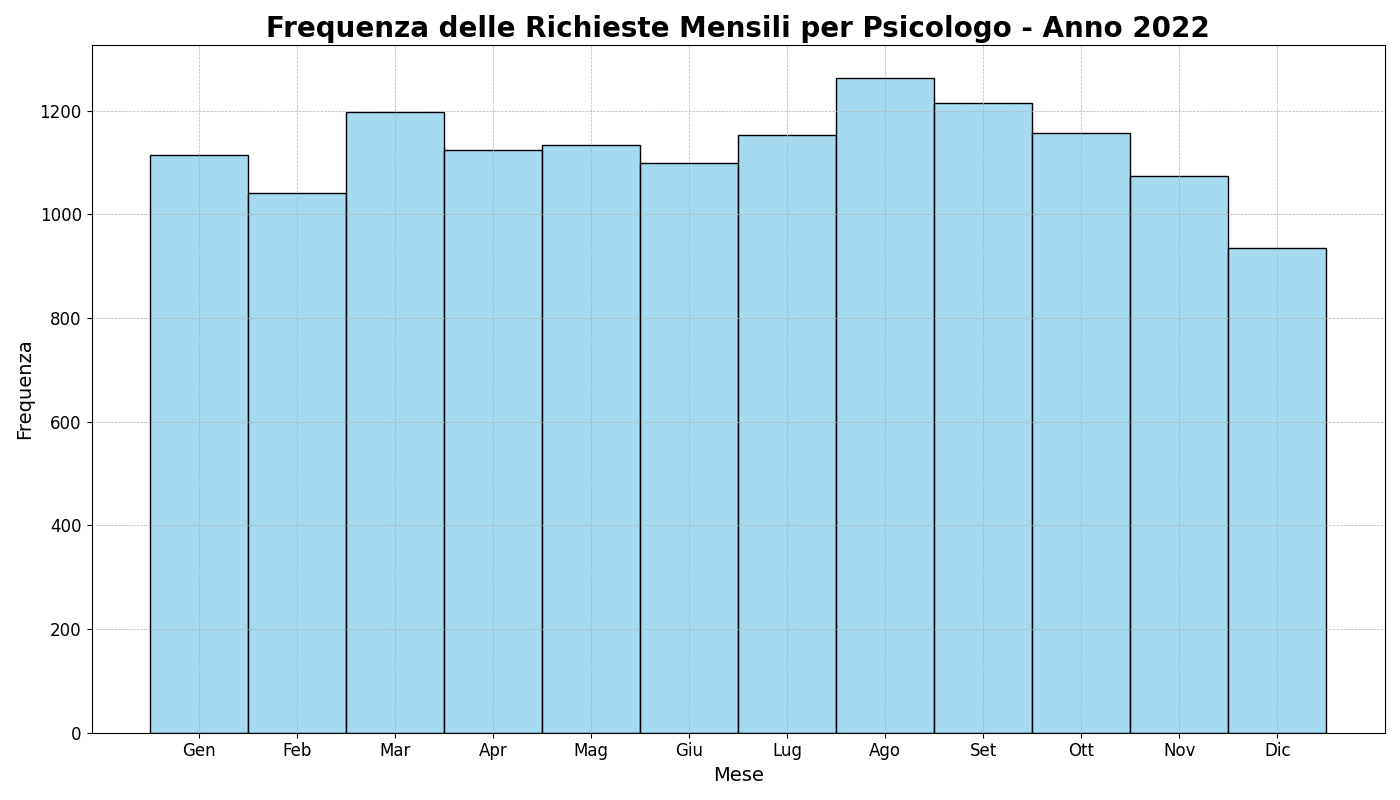 Frequenza delle Richieste Mensili per Psicologo - Anno 2022
1200
1000
800
600
400
200
0
Frequenza
Gen Feb Mar Apr Mag Giu Lug Ago Set Ott Nov Dic
Mese